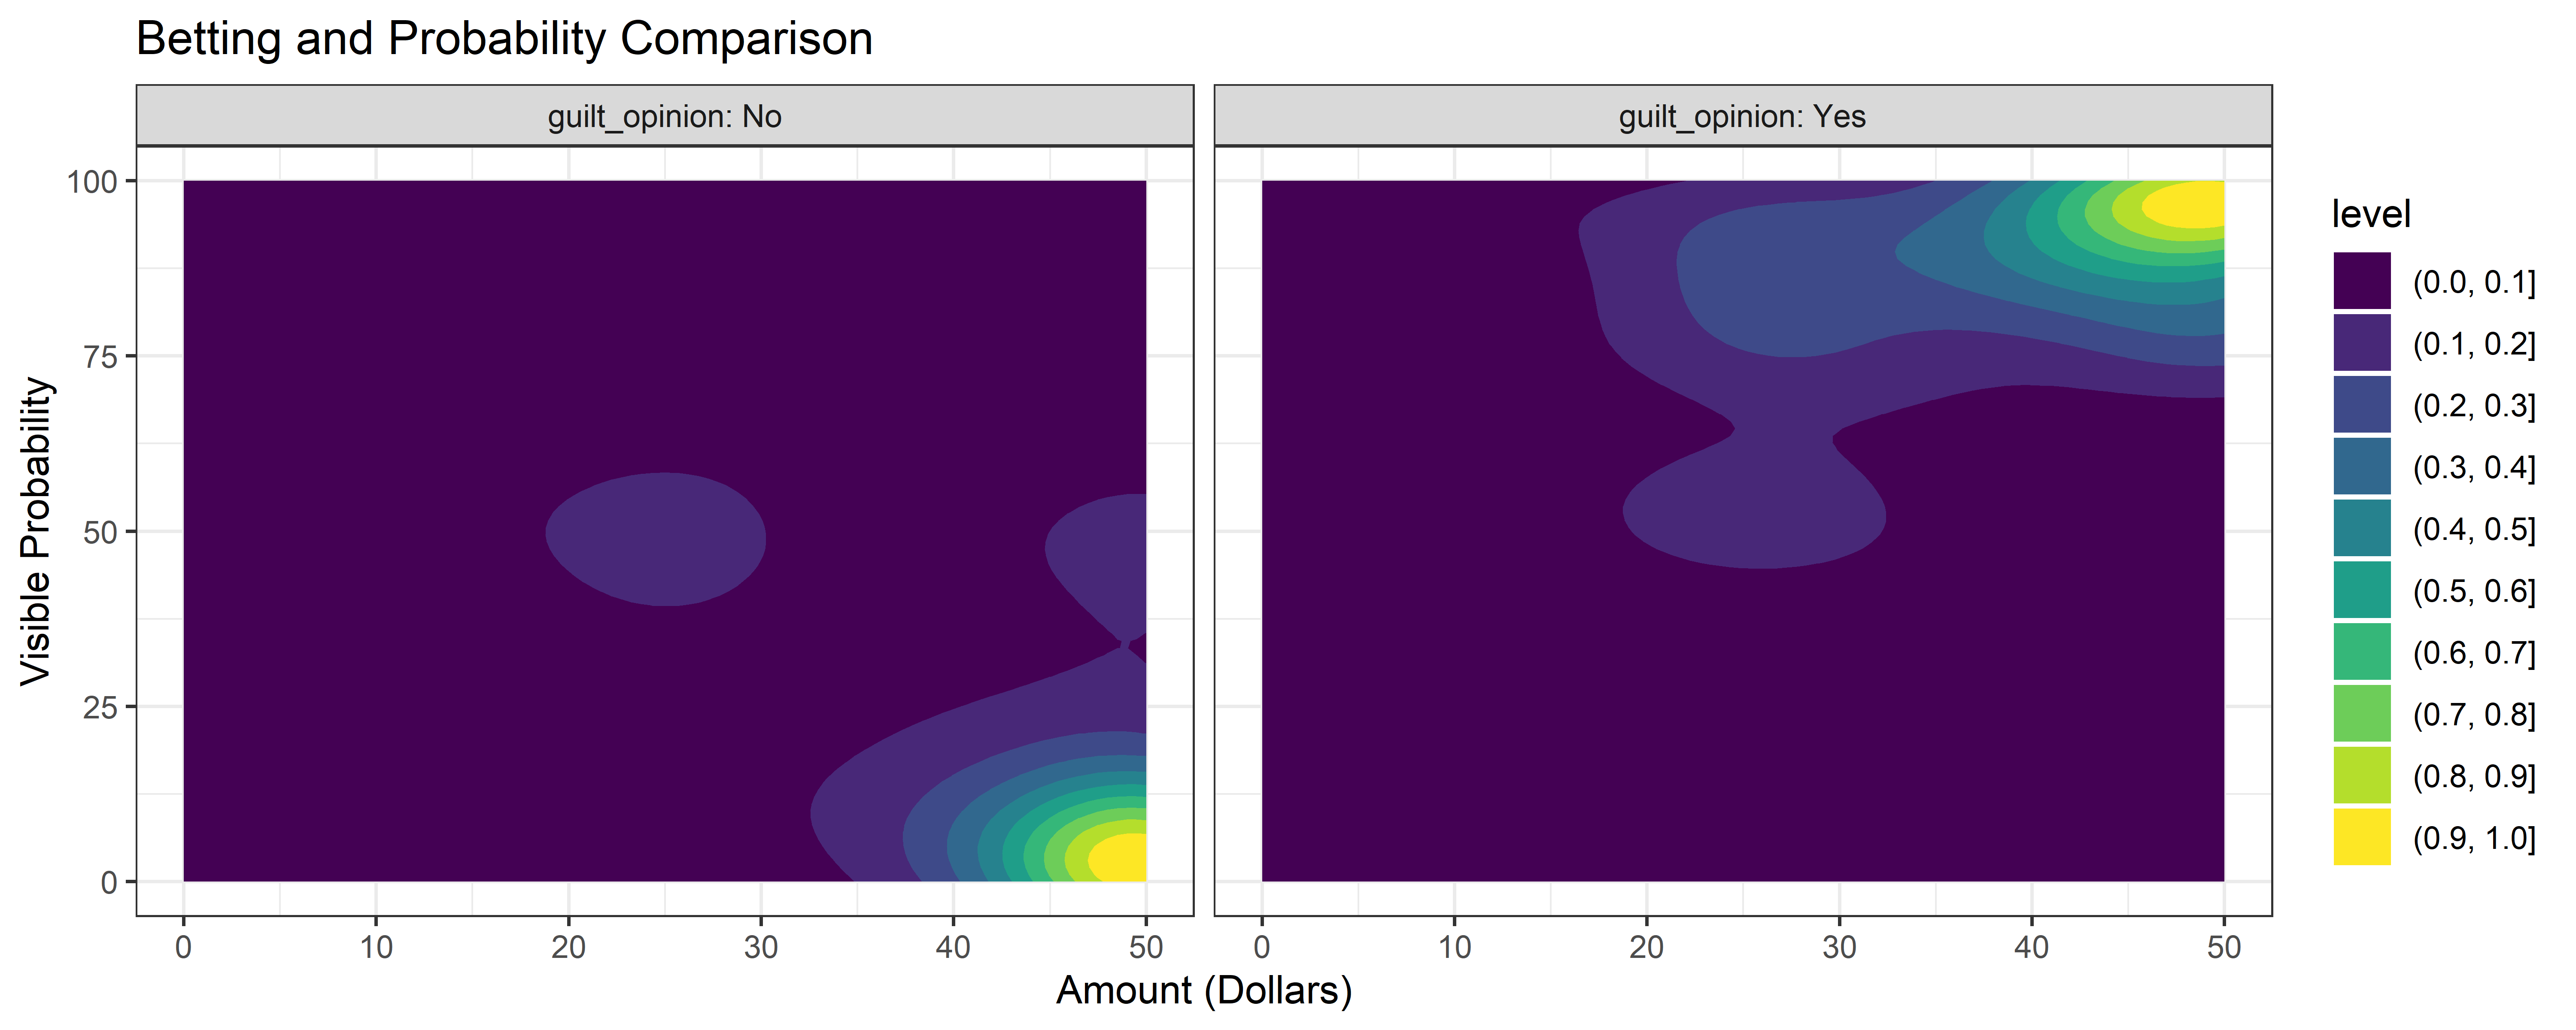 Betting and Probability Comparison
guilt_opinion: No
guilt_opinion: Yes
Visible Probability
100
75
50
25
0
0 10 20 30 40 50
0 10 20 30 40 50
Amount (Dollars)
level
(0.0, 0.1]
(0.1, 0.2]
(0.2, 0.3]
(0.3, 0.4]
(0.4, 0.5]
(0.5, 0.6]
(0.6, 0.7]
(0.7, 0.8]
(0.8, 0.9]
(0.9, 1.0]